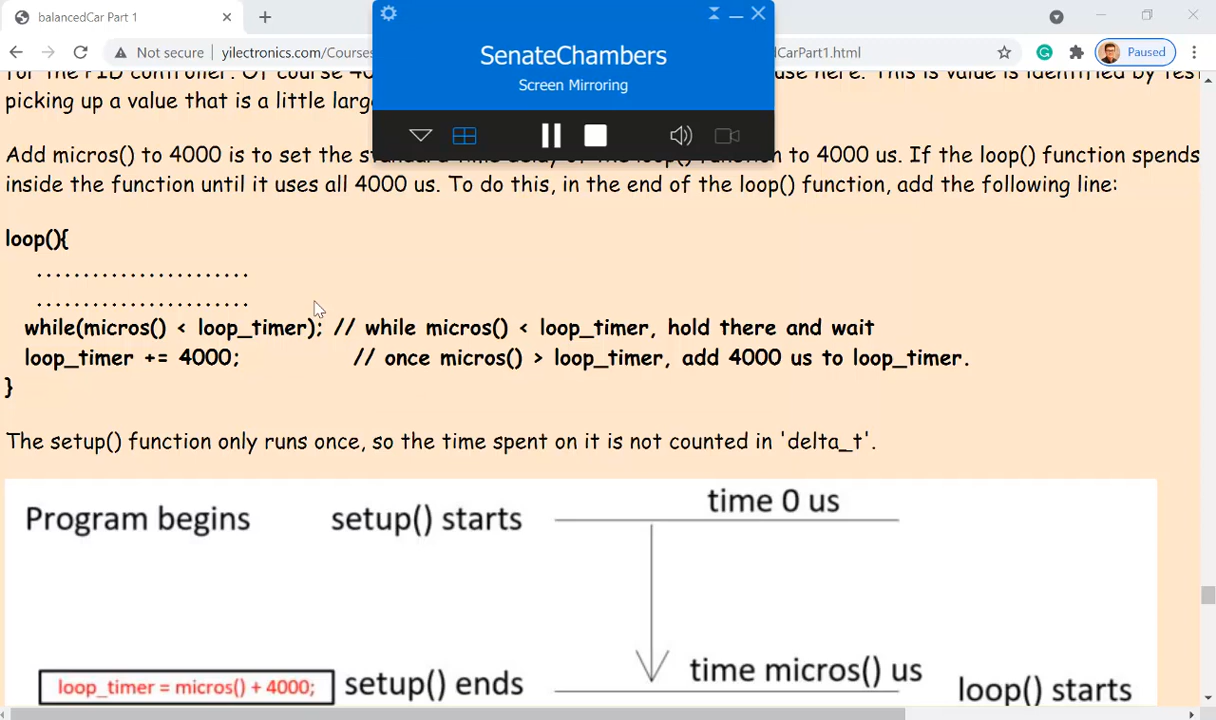 balancedCar Part 1
SenateChambers
Screen Mirroring
Not secure yilectronics.com/Courses
dCarPart1.html
Paused
picking up a value that is a little
Add micros() to 4000 is to set the to 4000 us. If the loop() function spends
inside the function until it uses all 4000 us. To do this, in the end of the loop() function, add the following line:
loop(){
.......................
.......................
while(micros() < loop_timer); // while micros() < loop_timer, hold there and wait
loop_timer += 4000; // once micros() > loop_timer, add 4000 us to loop_timer.
}
The setup() function only runs once, so the time spent on it is not counted in 'delta_t'.
Program begins setup() starts time 0 us
loop_timer = micros() + 4000; setup() ends time micros() us loop() starts